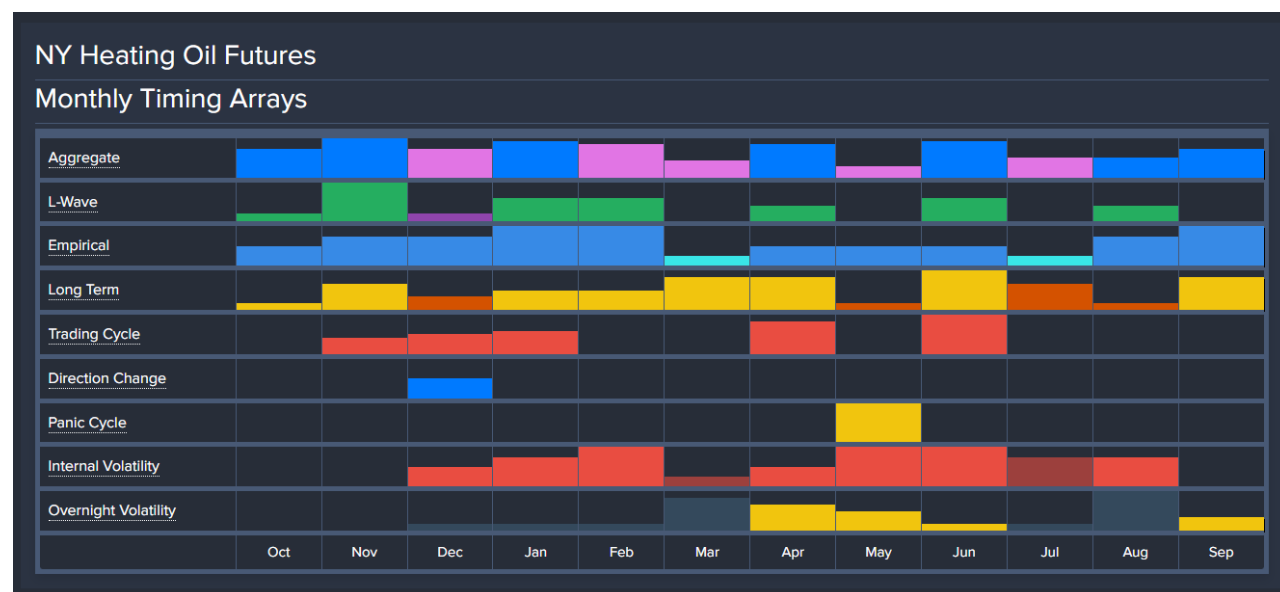 NY Heating Oil Futures
Monthly Timing Arrays
Aggregate
L-Wave
Empirical
Long Term
Trading Cycle
Direction Change
Panic Cycle
Internal Volatility
Overnight Volatility
Oct Nov Dec Jan Feb Mar Apr May Jun Jul Aug Sep